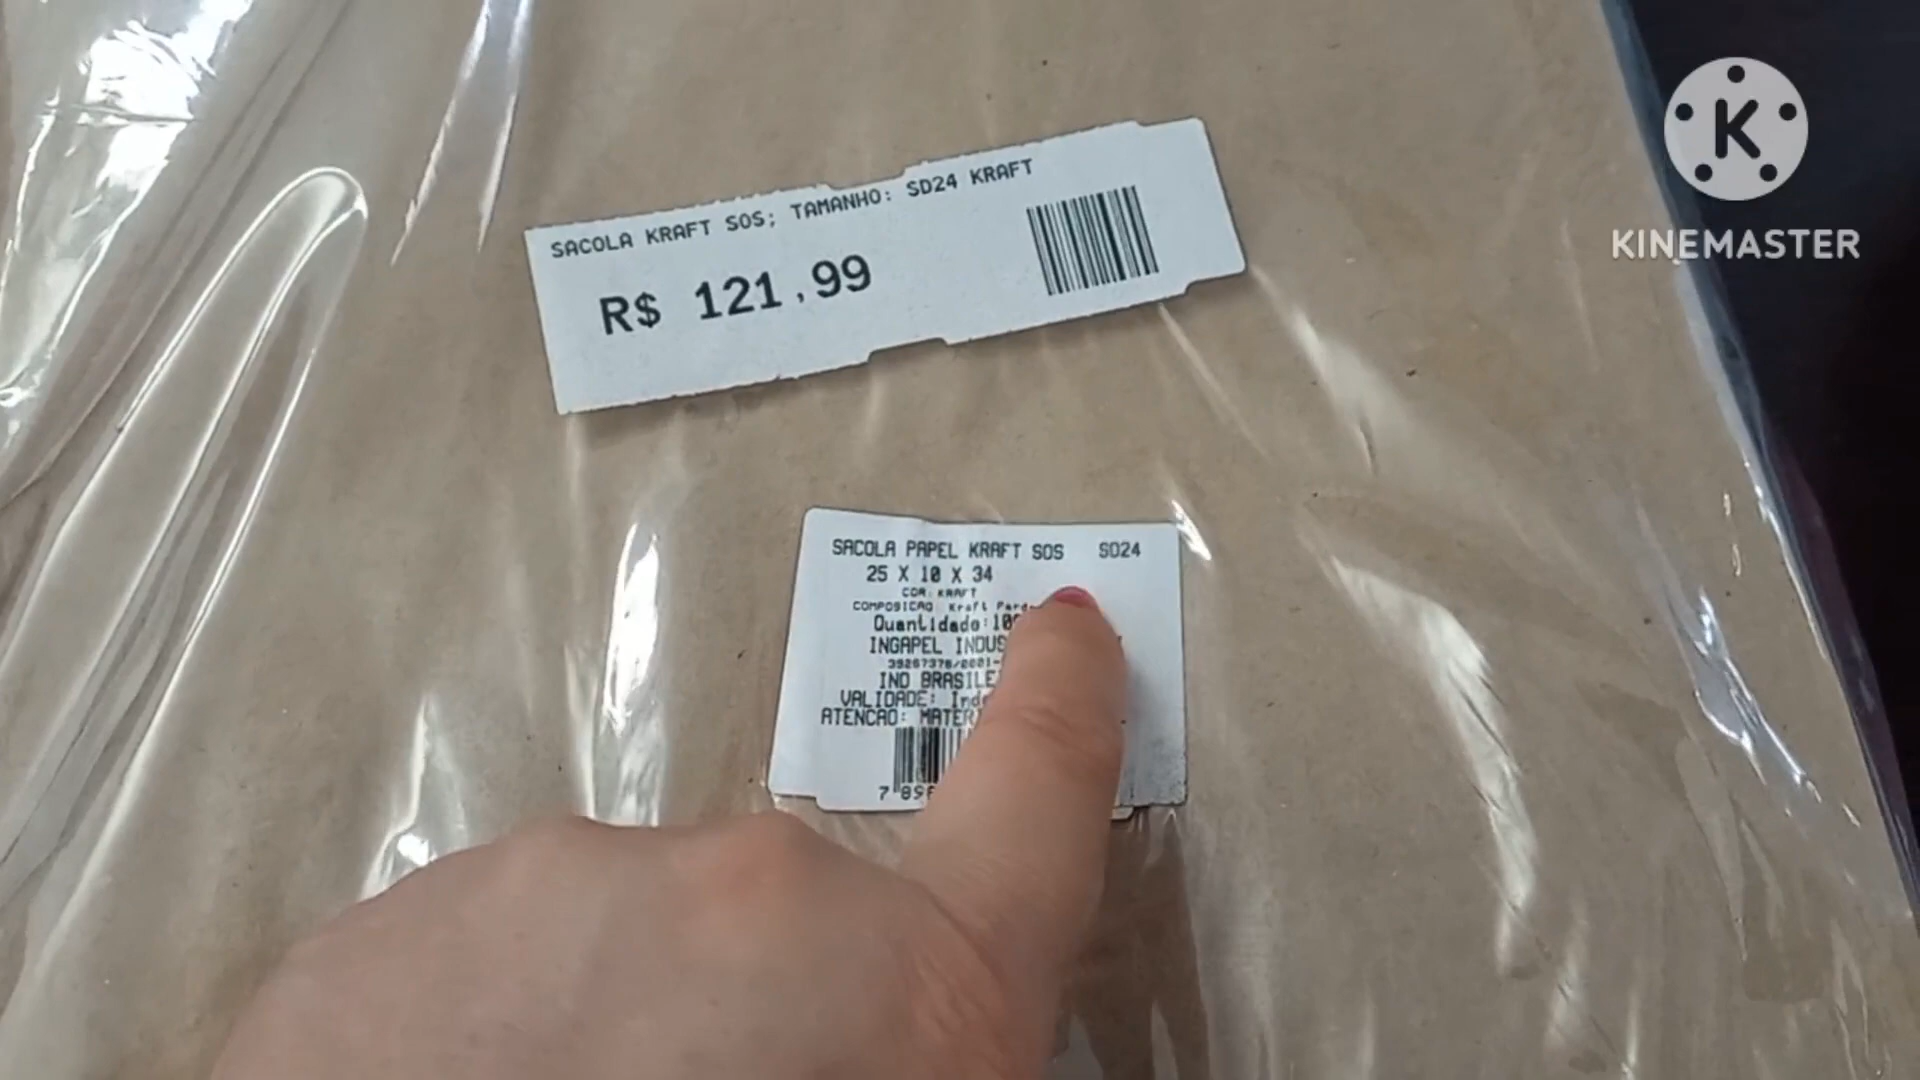 SACOLA KRAFT SOS; TAMANHO: SD24 KRAFT
R$ 121,99
SACOLA PAPEL KRAFT SOS SD24
25 X 10 X 34
COR: KRAFT
COMPOSICAO: Kraft
Quantidade:
INGAPEL
IND
VALIDADE:
ATENCAO:
K
KINEMASTER